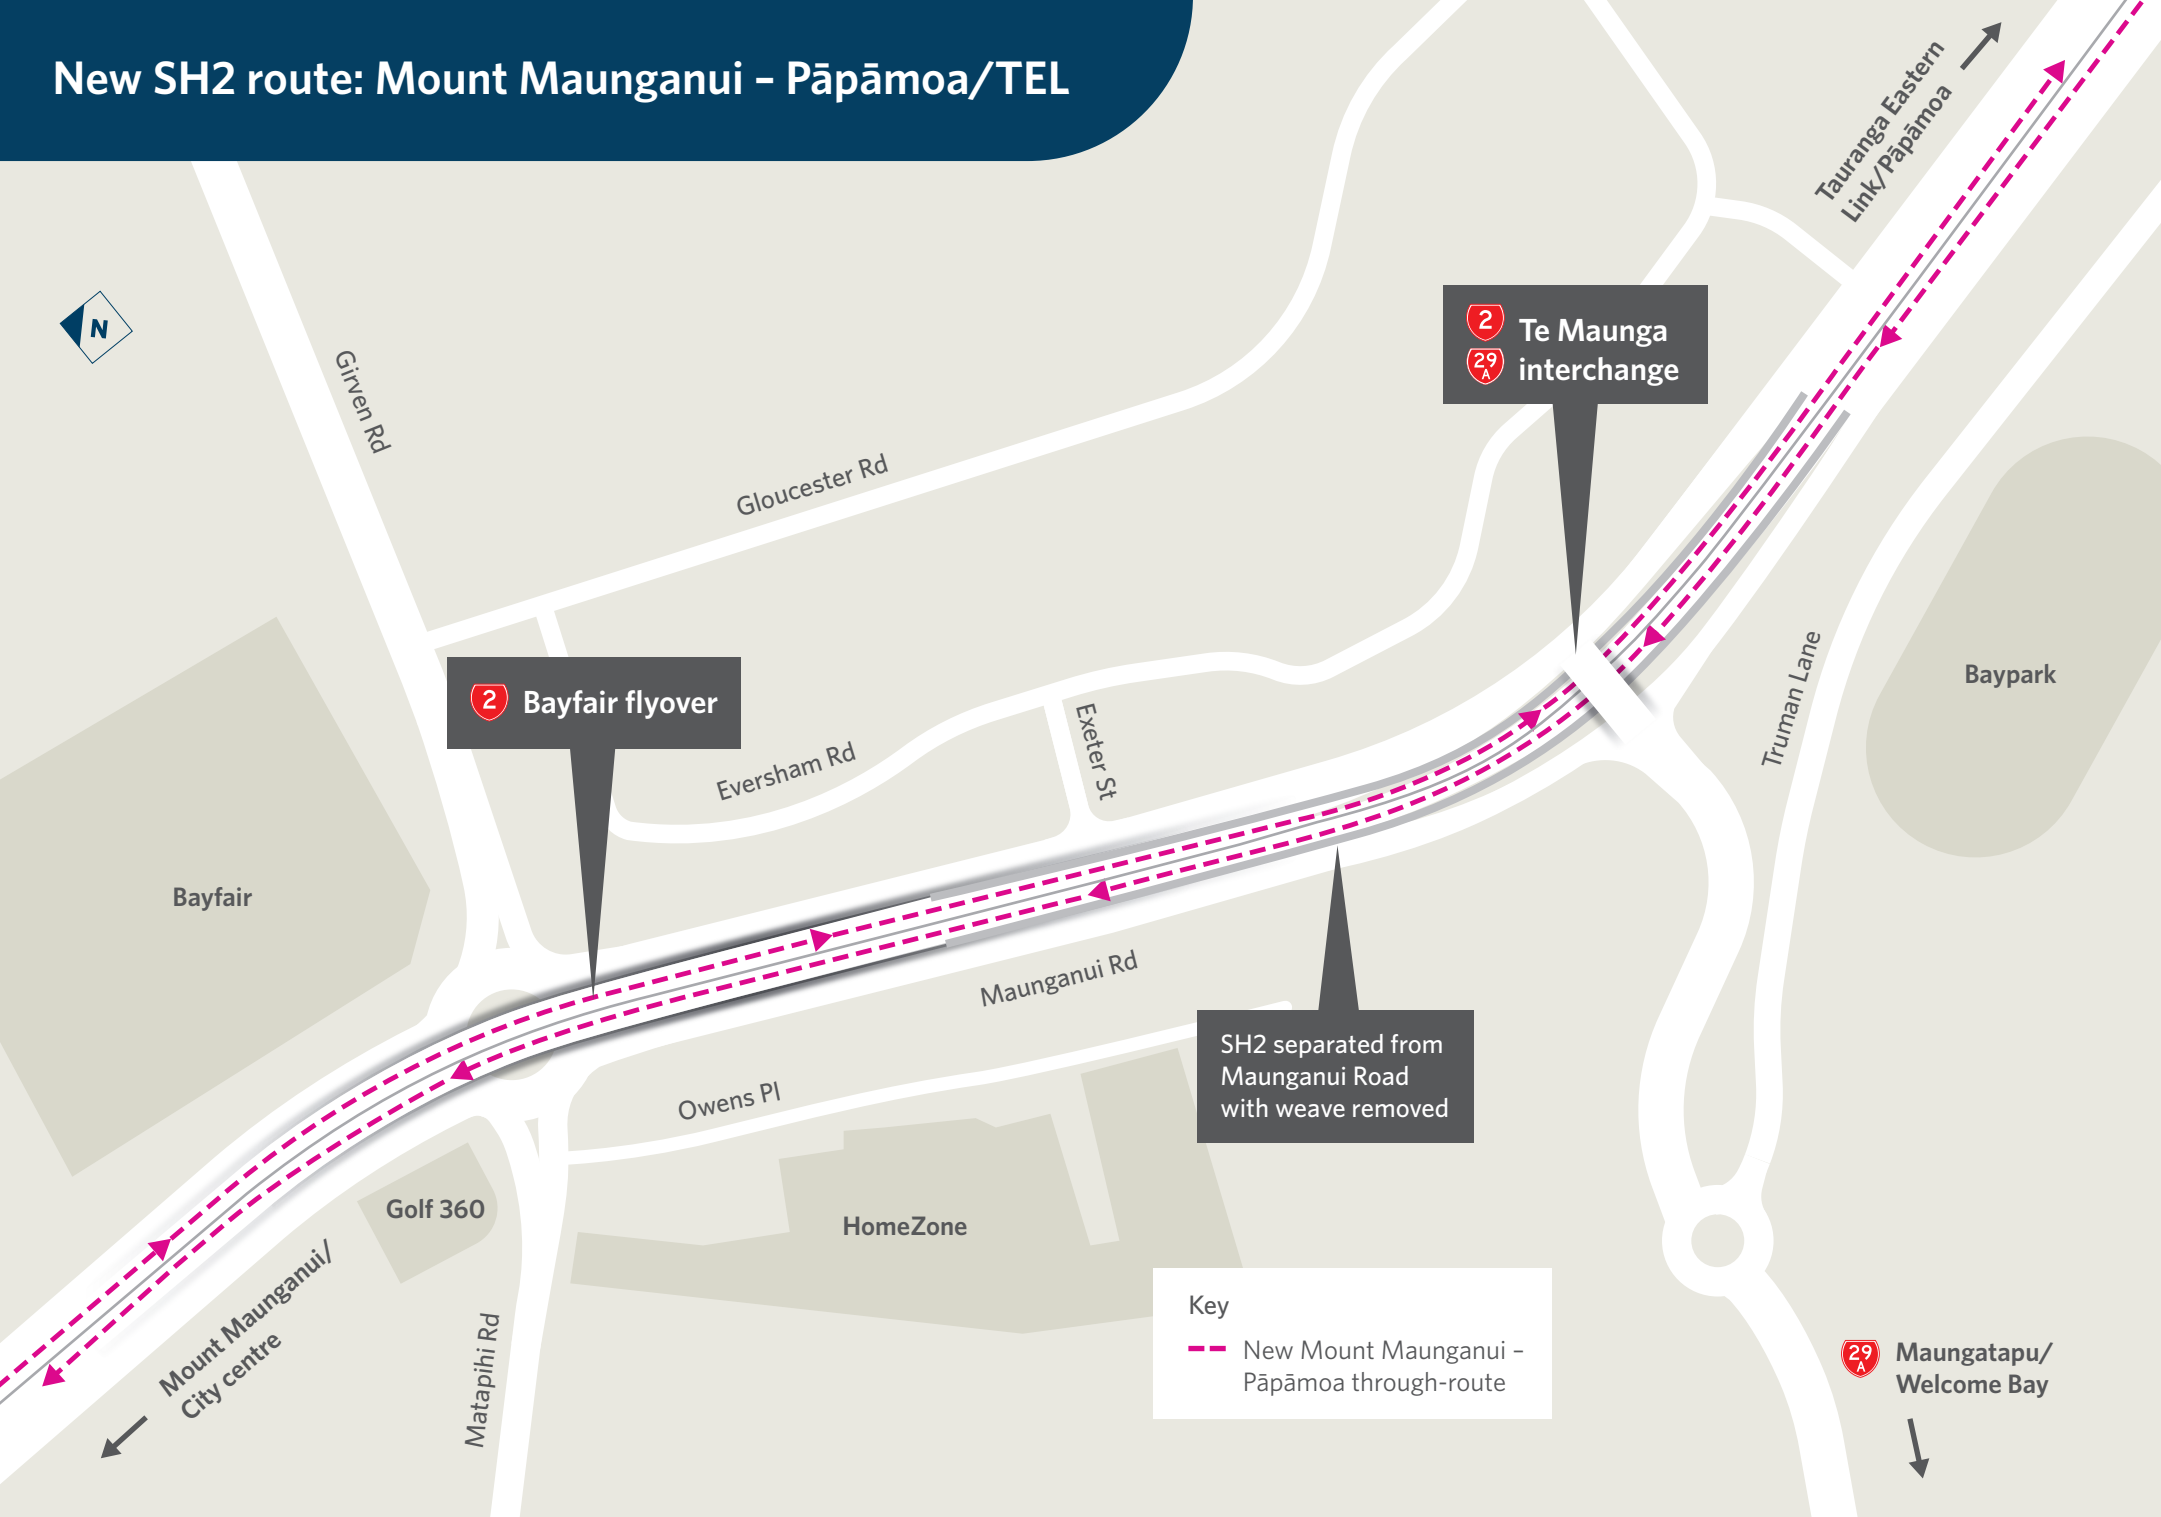 New SH2 route: Mount Maunganui – Pāpāmoa/TEL
Tauranga Eastern
Link/Pāpāmoa
N
Girven Rd
2
29
A
Te Maunga
interchange
Gloucester Rd
2
Bayfair flyover
Eversham Rd
Exeter St
Truman Lane
Baypark
Bayfair
Maunganui Rd
SH2 separated from
Maunganui Road
with weave removed
Owens Pl
Golf 360
HomeZone
Mount Maunganui/
City centre
Matapihi Rd
Key
New Mount Maunganui –
Pāpāmoa through-route
29
A
Maungatapu/
Welcome Bay